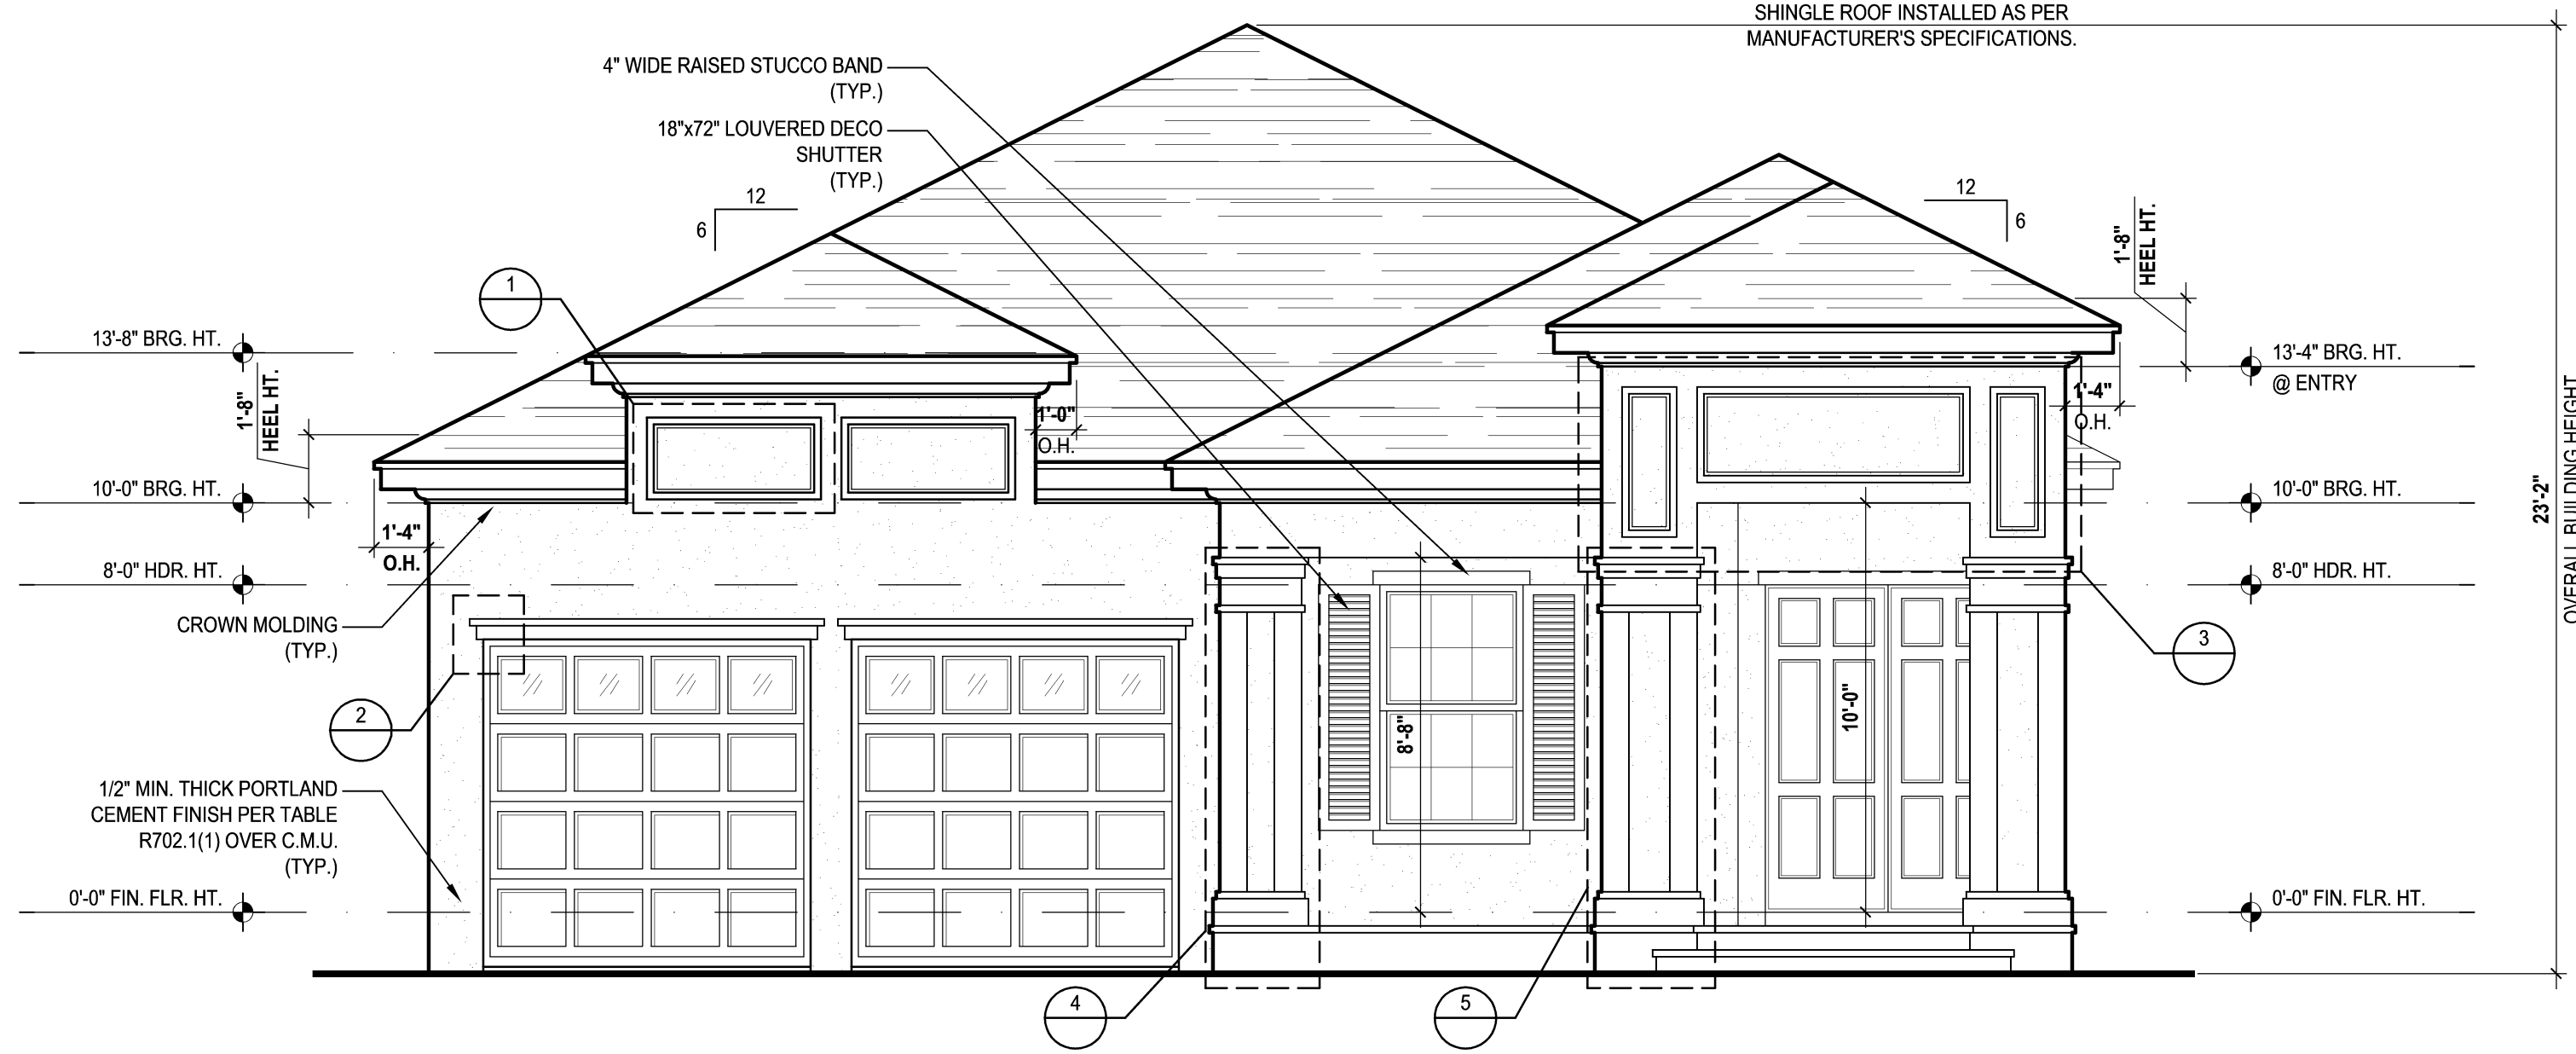 SHINGLE ROOF INSTALLED AS PER
MANUFACTURER'S SPECIFICATIONS.
4" WIDE RAISED STUCCO BAND
(TYP.)
18"x72" LOUVERED DECO
SHUTTER
(TYP.)
12
6
12
6
1'-8"
HEEL HT.
1
13'-8" BRG. HT.
13'-4" BRG. HT.
@ ENTRY
1'-8"
HEEL HT.
1'-0"
O.H.
1'-4"
O.H.
10'-0" BRG. HT.
10'-0" BRG. HT.
23'-2"
OVERALL BUILDING HEIGHT
1'-4"
O.H.
8'-0" HDR. HT.
8'-0" HDR. HT.
CROWN MOLDING
(TYP.)
3
2
8'-8"
10'-0"
1/2" MIN. THICK PORTLAND
CEMENT FINISH PER TABLE
R702.1(1) OVER C.M.U.
(TYP.)
0'-0" FIN. FLR. HT.
0'-0" FIN. FLR. HT.
4
5